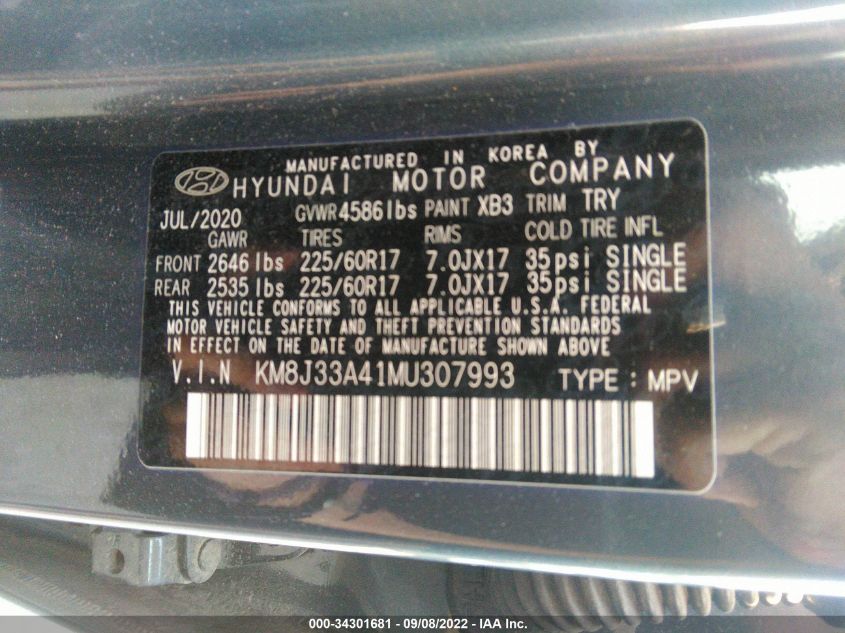 MANUFACTURED IN KOREA BY
HYUNDAI MOTOR COMPANY
JUL/2020 GVWR 4586 lbs PAINT XB3 TRIM TRY
GAWR TIRES RIMS COLD TIRE INFL
FRONT 2646 lbs 225/60R17 7.0JX17 35psi SINGLE
REAR 2535 lbs 225/60R17 7.0JX17 35psi SINGLE
THIS VEHICLE CONFORMS TO ALL APPLICABLE U.S.A. FEDERAL
MOTOR VEHICLE SAFETY AND THEFT PREVENTION STANDARDS
IN EFFECT ON THE DATE OF MANUFACTURE SHOWN ABOVE
V.I.N KM8J33A41MU307993 TYPE : MPV
000-34301681 - 09/08/2022 - IAA Inc.